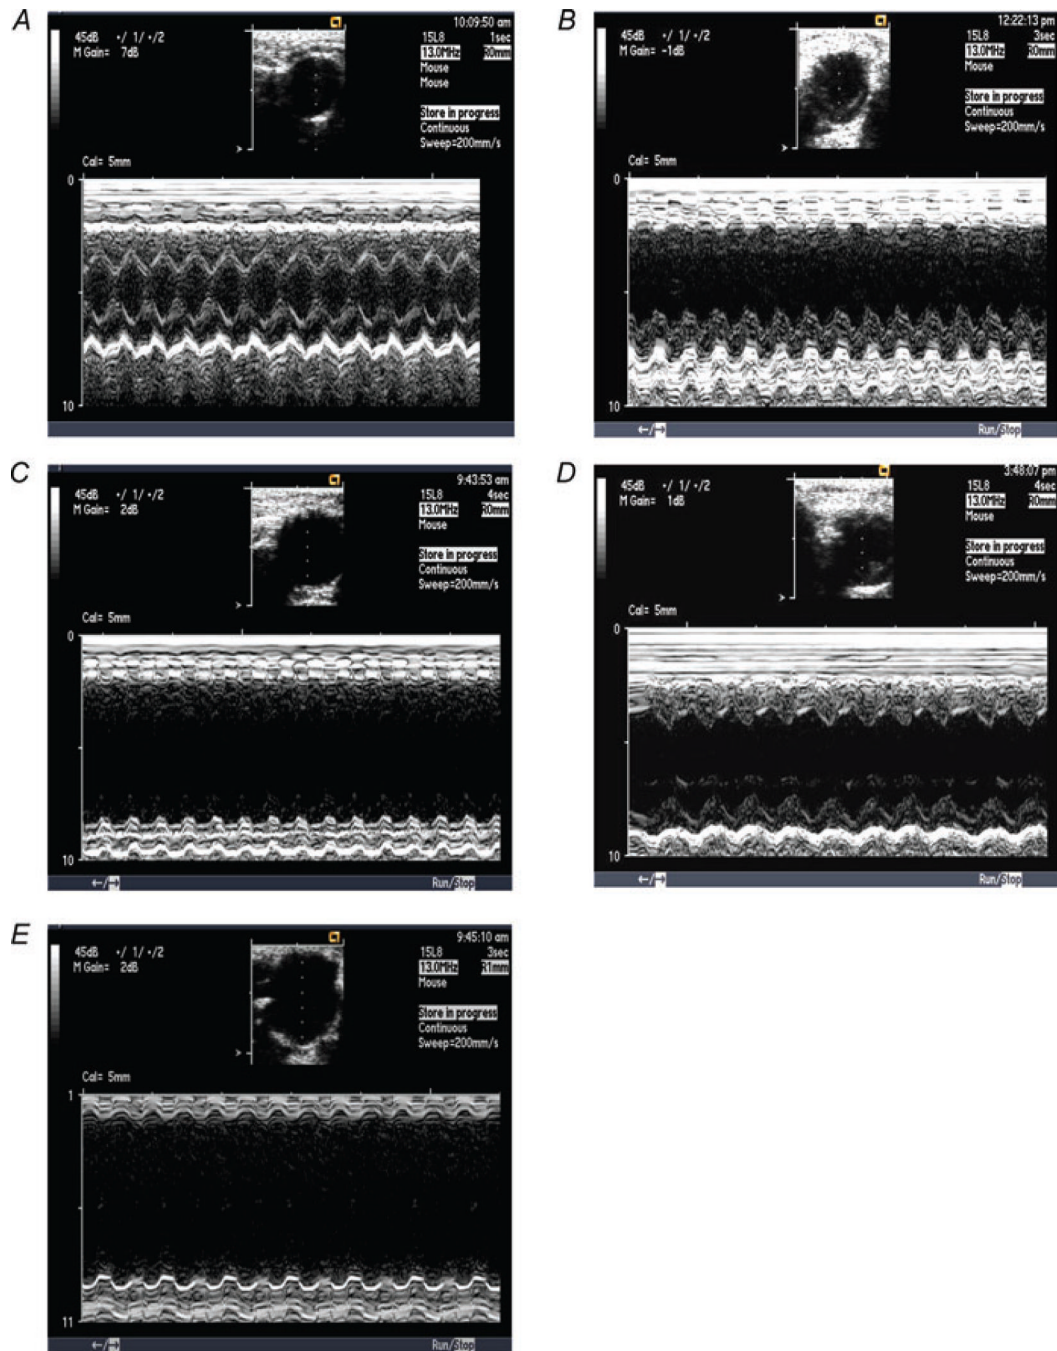 A
10:09:50 am
45dB +/ 1/ +/2
M Gain= 7dB
15L8 1sec
13.0MHz R0mm
Mouse
Mouse
Store in progress
Continuous
Sweep=200mm/s
Cal= 5mm
0
10
B
12:22:13 pm
45dB +/ 1/ +/2
M Gain= -1dB
15L8 3sec
13.0MHz R0mm
Mouse
Store in progress
Continuous
Sweep=200mm/s
Cal= 5mm
0
10
←/→ Run/Stop
C
9:43:53 am
45dB +/ 1/ +/2
M Gain= 2dB
15L8 4sec
13.0MHz R0mm
Mouse
Store in progress
Continuous
Sweep=200mm/s
Cal= 5mm
0
10
←/→ Run/Stop
D
3:48:07 pm
45dB +/ 1/ +/2
M Gain= 1dB
15L8 4sec
13.0MHz R0mm
Mouse
Store in progress
Continuous
Sweep=200mm/s
Cal= 5mm
0
10
←/→ Run/Stop
E
9:45:10 am
45dB +/ 1/ +/2
M Gain= 2dB
15L8 3sec
13.0MHz R1mm
Mouse
Store in progress
Continuous
Sweep=200mm/s
Cal= 5mm
1
11
←/→ Run/Stop